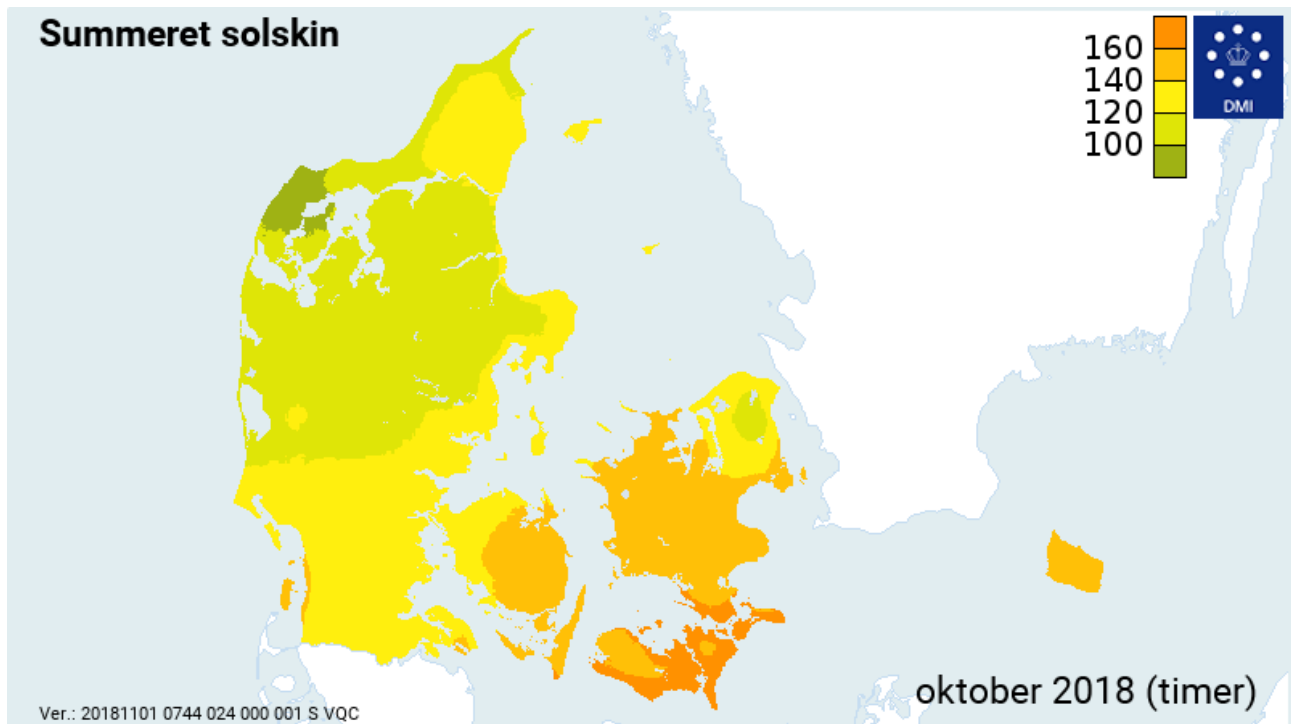 Summeret solskin
160
140
120
100
DMI
oktober 2018 (timer)
Ver.: 20181101 0744 024 000 001 S VQC